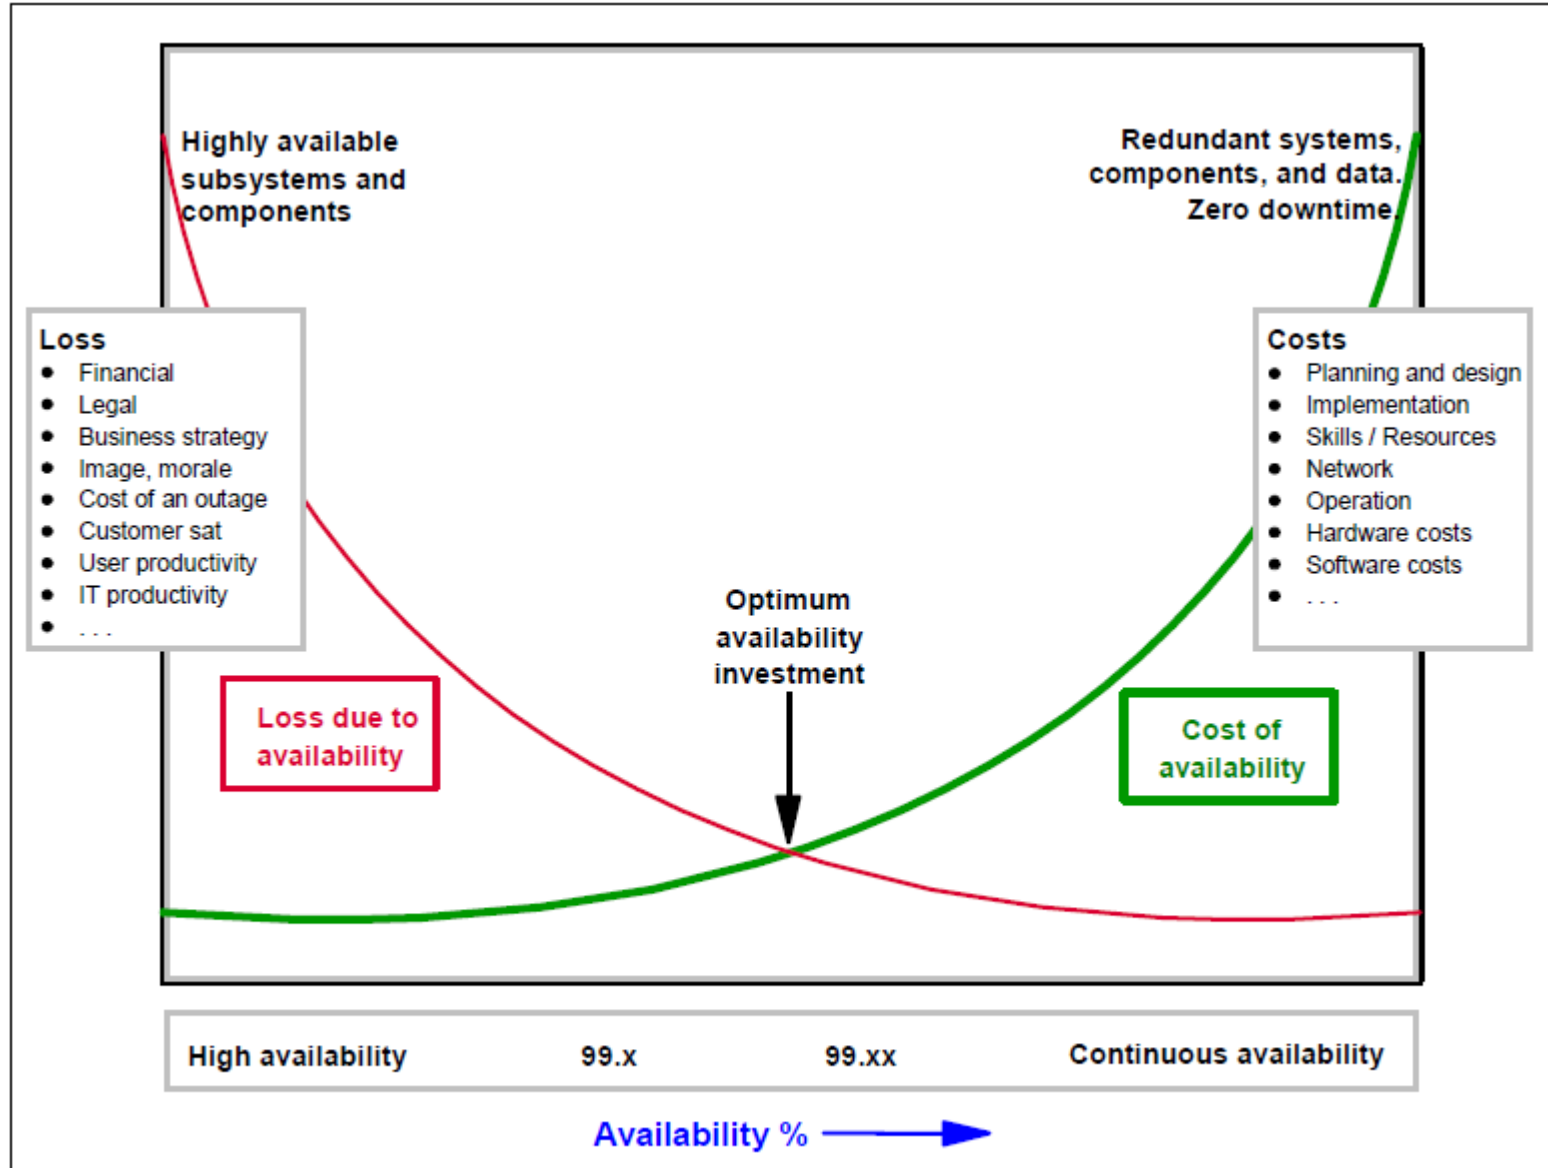 Highly available
subsystems and
components
Redundant systems,
components, and data.
Zero downtime.
Loss
● Financial
● Legal
● Business strategy
● Image, morale
● Cost of an outage
● Customer sat
● User productivity
● IT productivity
● . . .
Costs
● Planning and design
● Implementation
● Skills / Resources
● Network
● Operation
● Hardware costs
● Software costs
● . . .
Optimum
availability
investment
Loss due to
availability
Cost of
availability
High availability 99.x 99.xx Continuous availability
Availability %